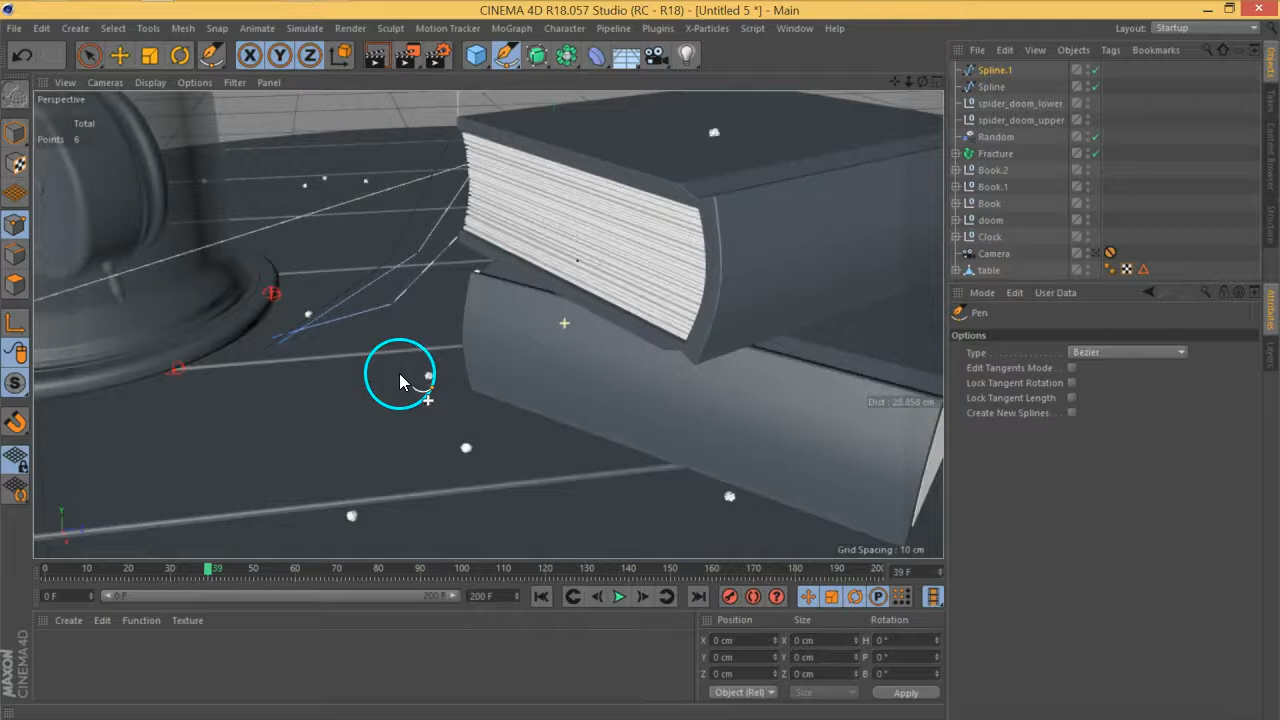 CINEMA 4D R18.057 Studio (RC - R18) - [Untitled 5 *] - Main
File Edit Create Select Tools Mesh Snap Animate Simulate Render Sculpt Motion Tracker MoGraph Character Pipeline Plugins X-Particles Script Window Help
Layout: Startup
X Y Z
File Edit View Objects Tags Bookmarks
View Cameras Display Options Filter Panel
Perspective
Total
Points 6
Spline.1
Spline
spider_doom_lower
spider_doom_upper
Random
Fracture
Book.2
Book.1
Book
doom
Clock
Camera
table
Objects
Takes
Content Browser
Structure
Mode Edit User Data
Pen
Options
Type Bezier
Edit Tangents Mode
Lock Tangent Rotation
Lock Tangent Length
Create New Splines
Attributes
Layers
Dist : 28.858 cm
Grid Spacing : 10 cm
Y
0 10 20 30 39 50 60 70 80 90 100 110 120 130 140 150 160 170 180 190 200
39 F
0 F 0 F 200 F 200 F
P
Create Edit Function Texture
Position Size Rotation
X 0 cm X 0 cm H 0 °
Y 0 cm Y 0 cm P 0 °
Z 0 cm Z 0 cm B 0 °
Object (Rel) Size Apply
MAXON
CINEMA 4D